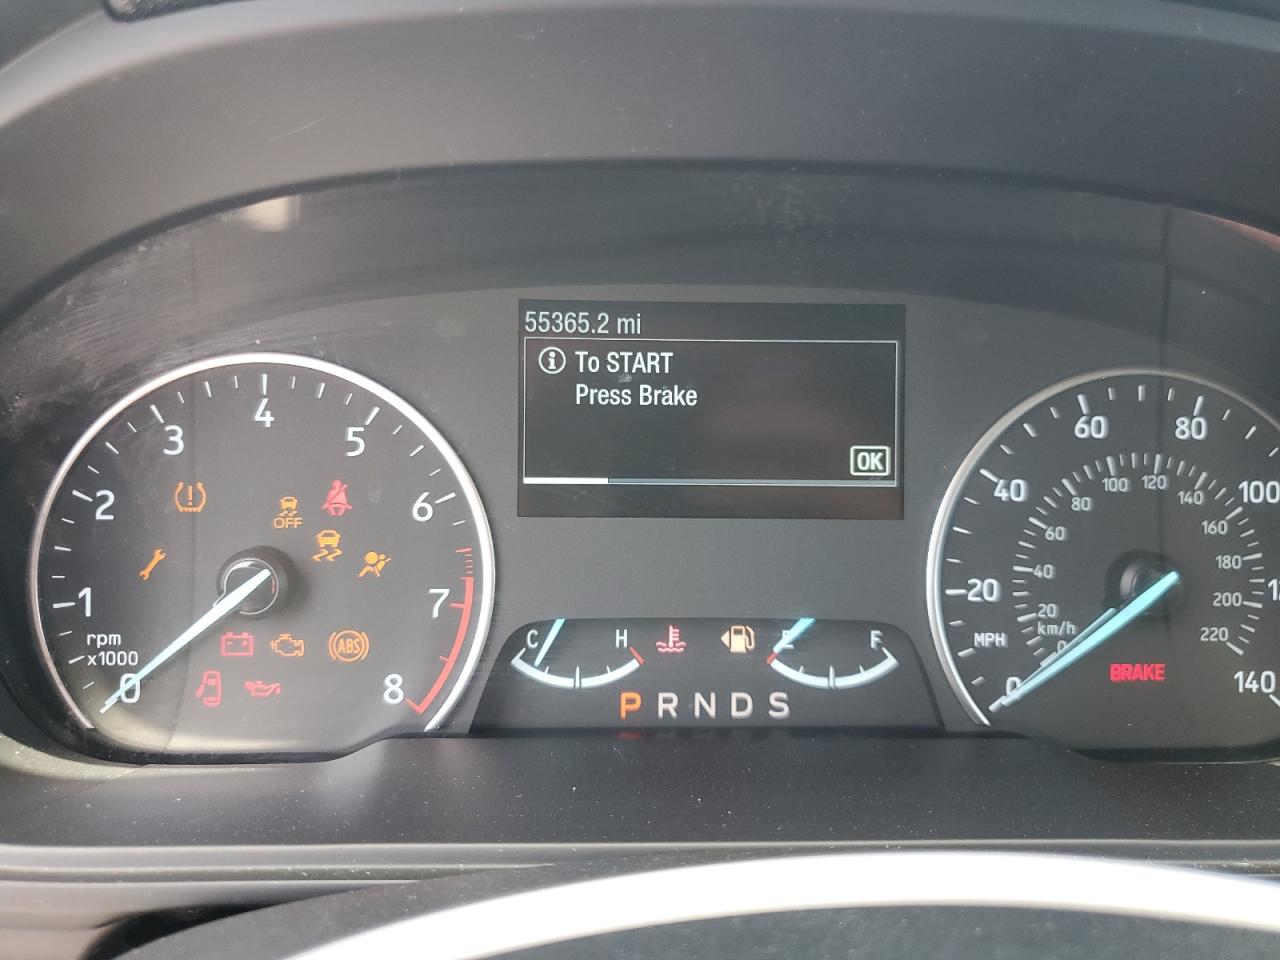 55365.2 mi
i To START
Press Brake
OK
0
1
2
3
4
5
6
7
8
rpm
x1000
!
OFF
ABS
C
H
E
F
P R N D S
0
20
40
60
80
100
140
MPH
0
20
40
60
80
100
120
140
160
180
200
220
km/h
BRAKE